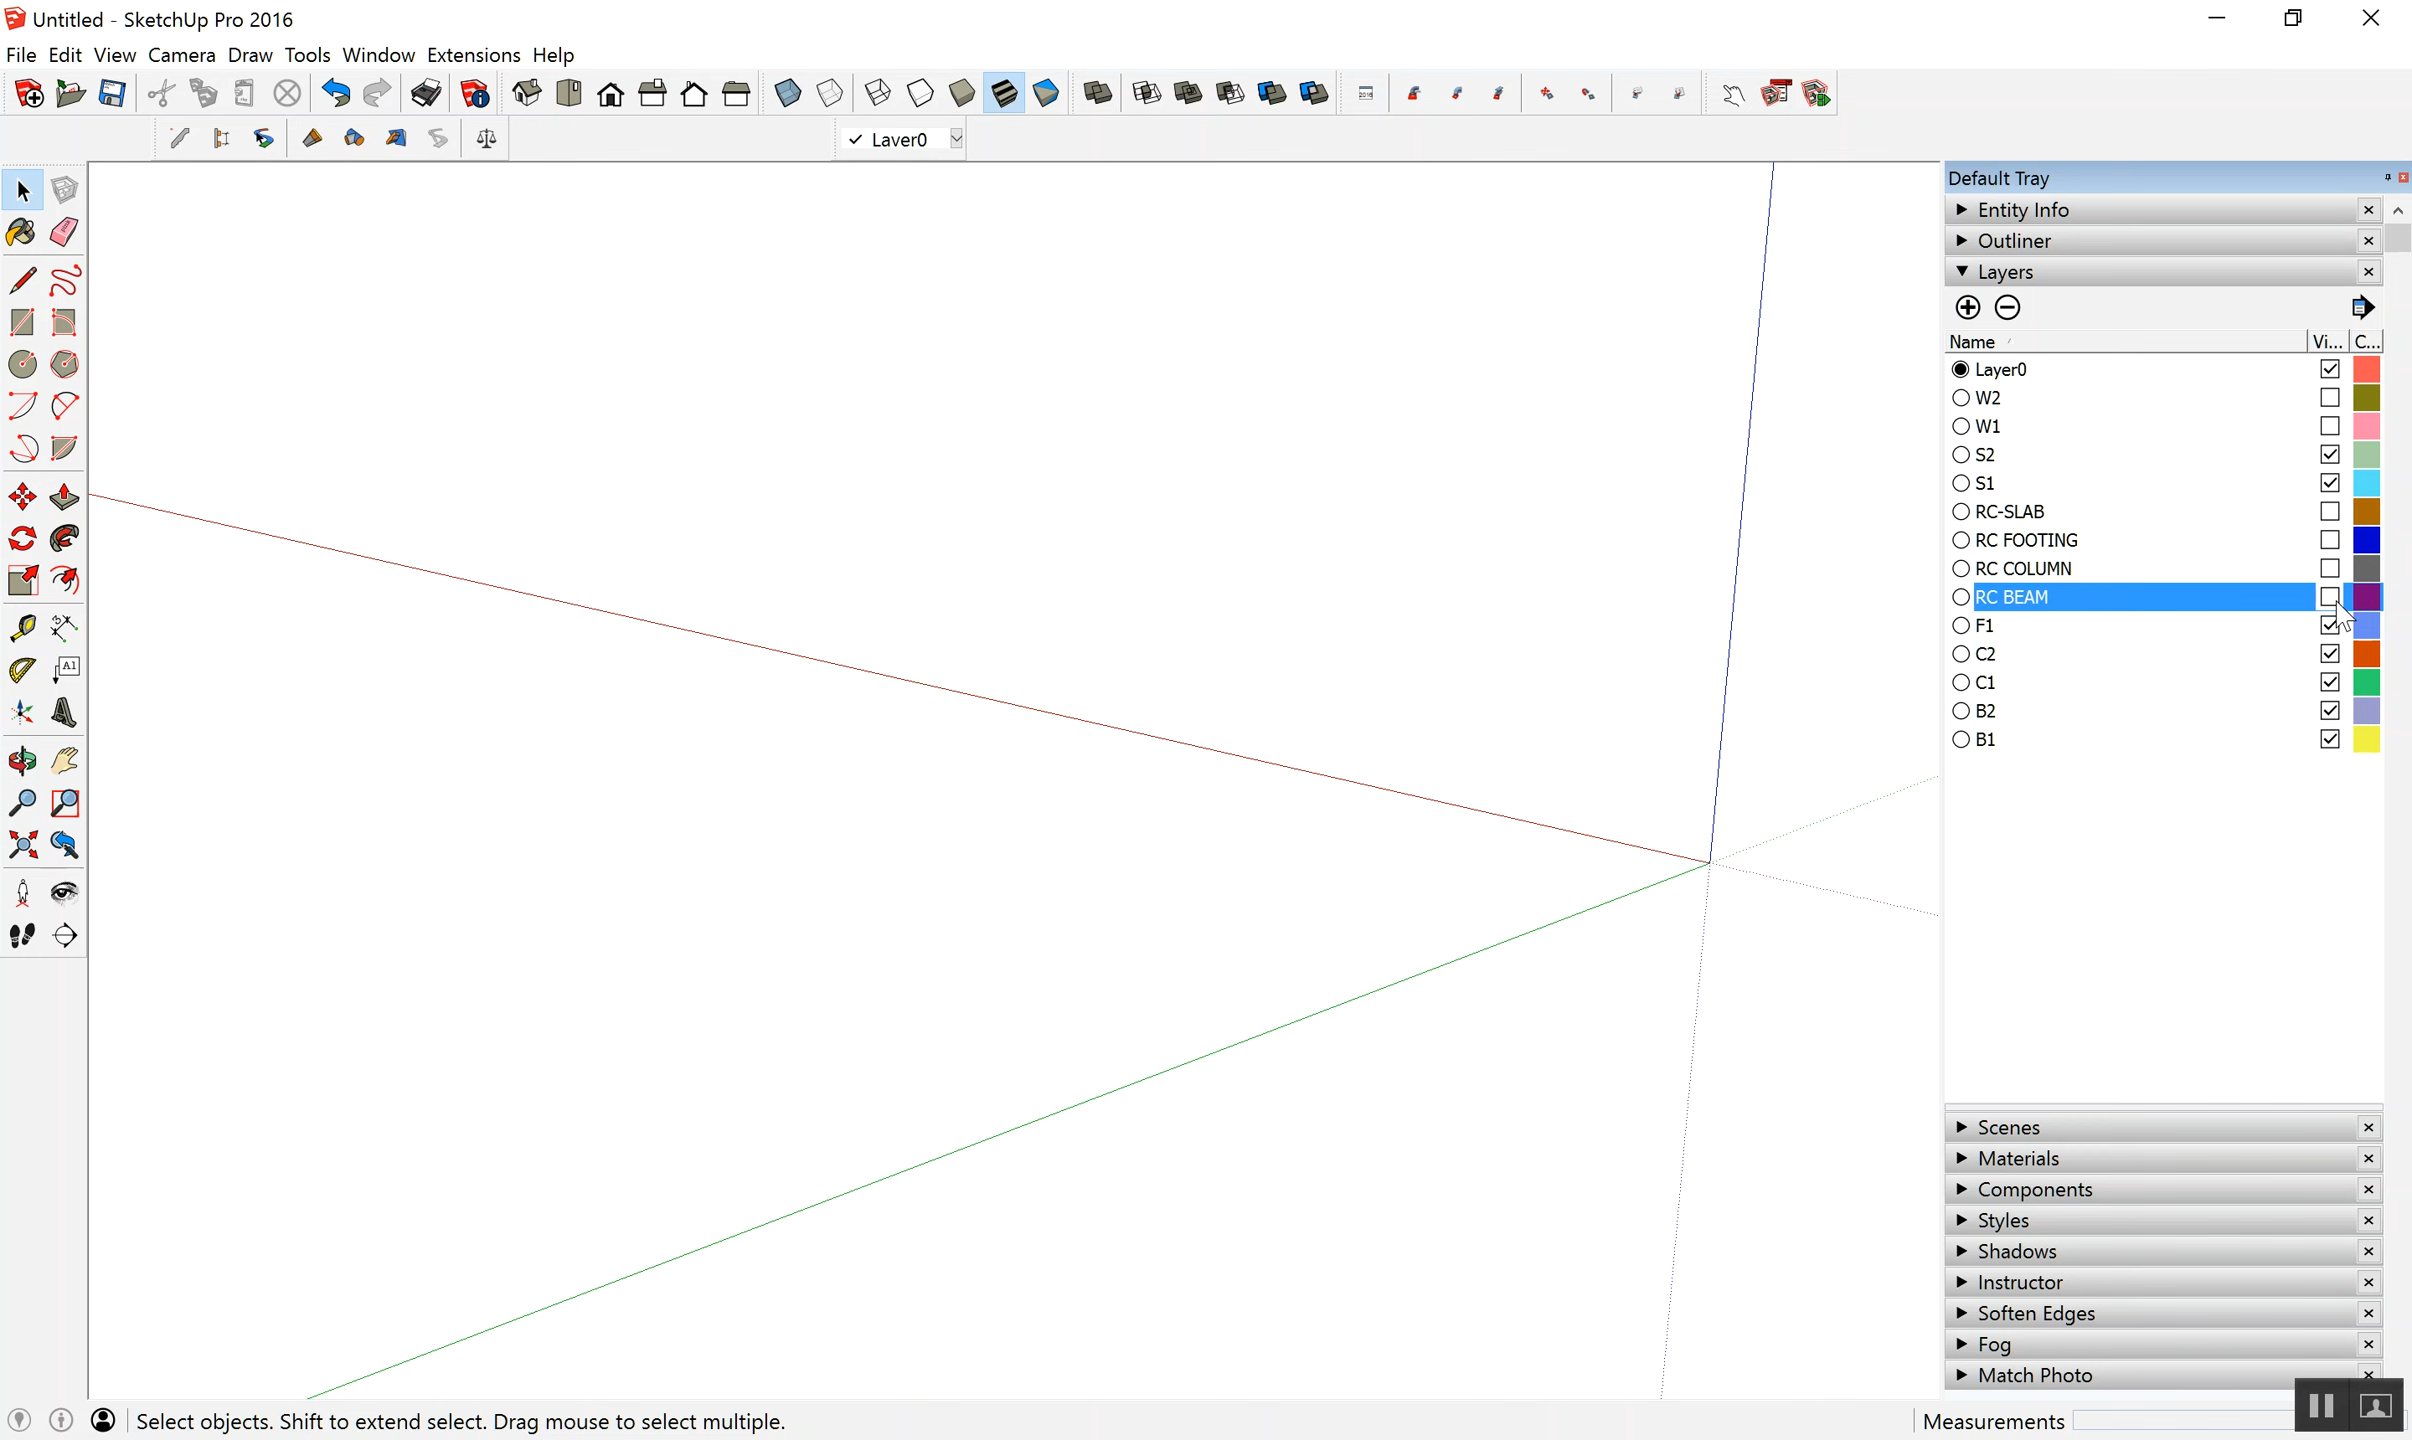 Untitled - SketchUp Pro 2016
File Edit View Camera Draw Tools Window Extensions Help
2016
Layer0
Default Tray
Entity Info
Outliner
Layers
Name Vi... C...
Layer0
W2
W1
S2
S1
RC-SLAB
RC FOOTING
RC COLUMN
RC BEAM
F1
C2
C1
B2
B1
A1
Scenes
Materials
Components
Styles
Shadows
Instructor
Soften Edges
Fog
Match Photo
Select objects. Shift to extend select. Drag mouse to select multiple.
Measurements